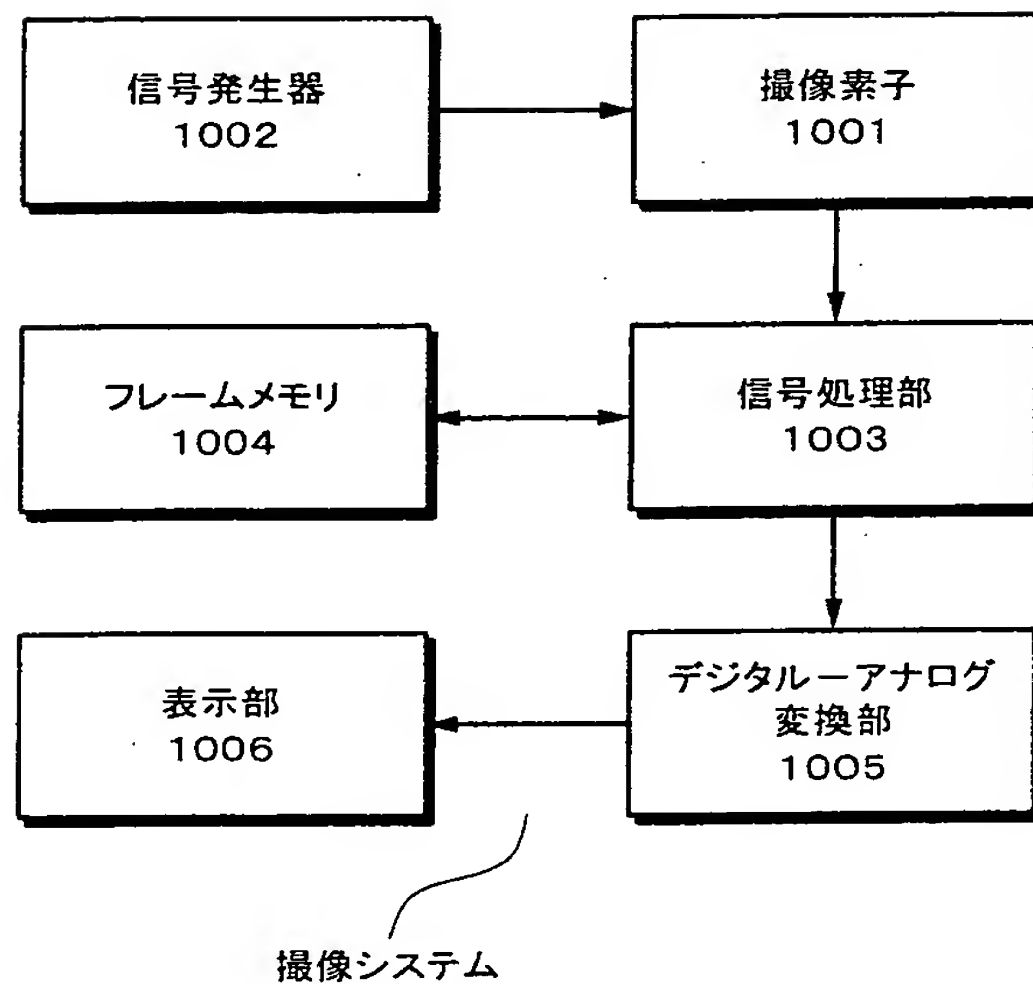 信号発生器
1002
撮像素子
1001
フレームメモリ
1004
信号処理部
1003
表示部
1006
デジタルーアナログ
変換部
1005
撮像システム